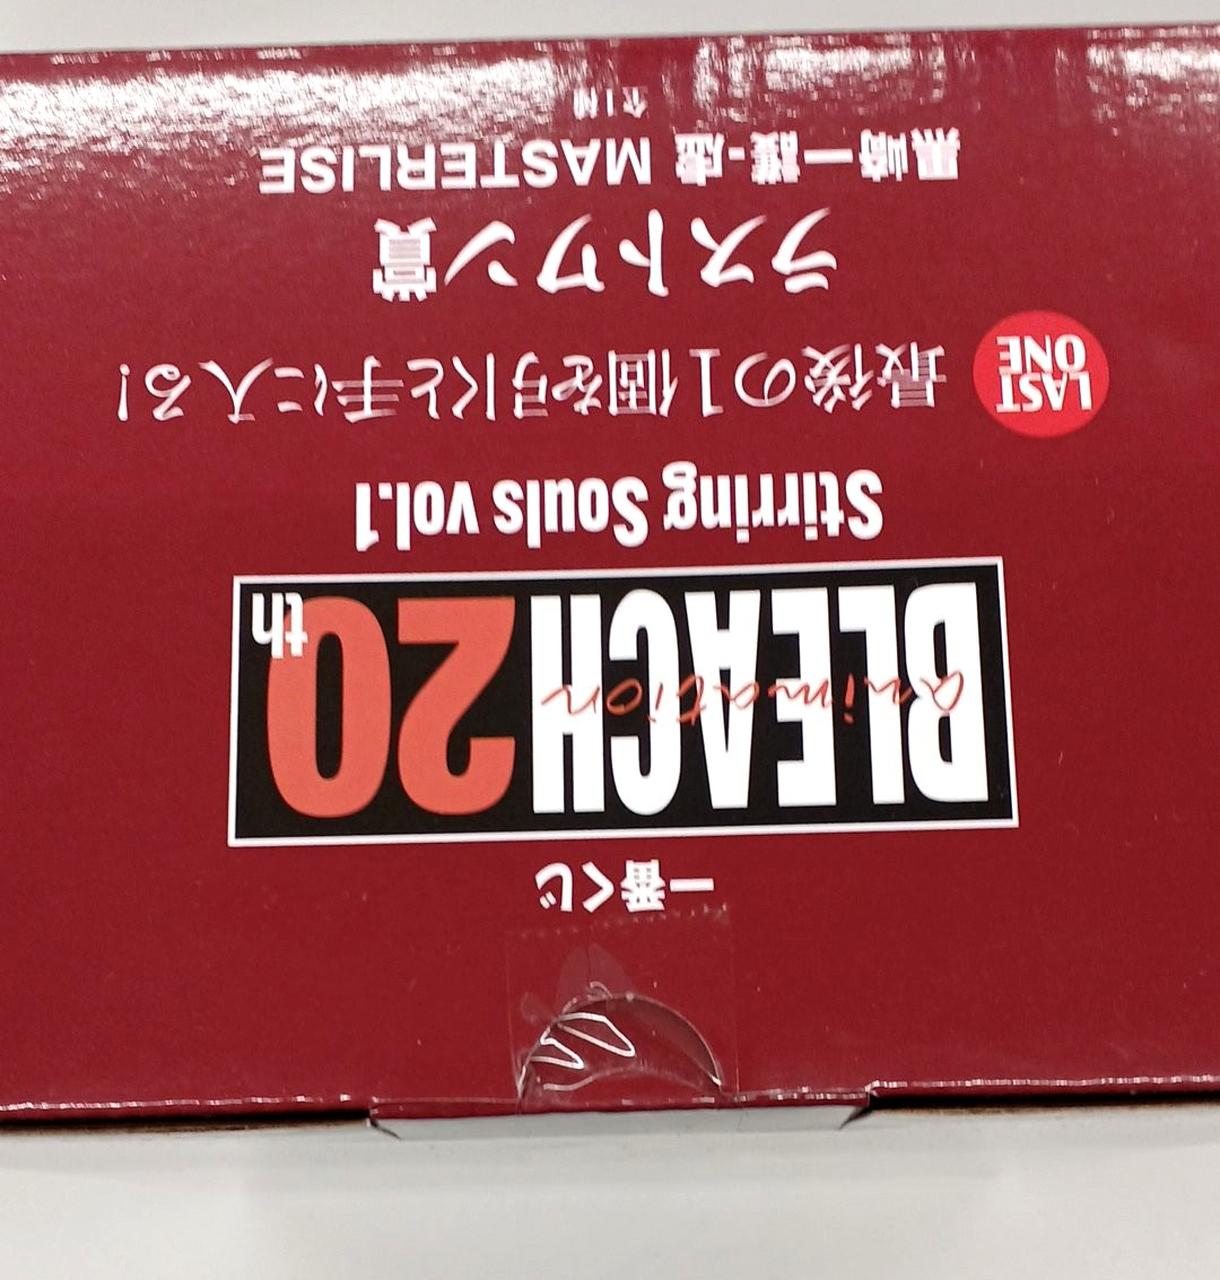 一番くじ
BLEACH 20th
animation
Stirring Souls vol.1
LAST ONE
最後の1個を引くと手に入る!
ラストワン賞
黒崎一護-虚 MASTERLISE
全1種